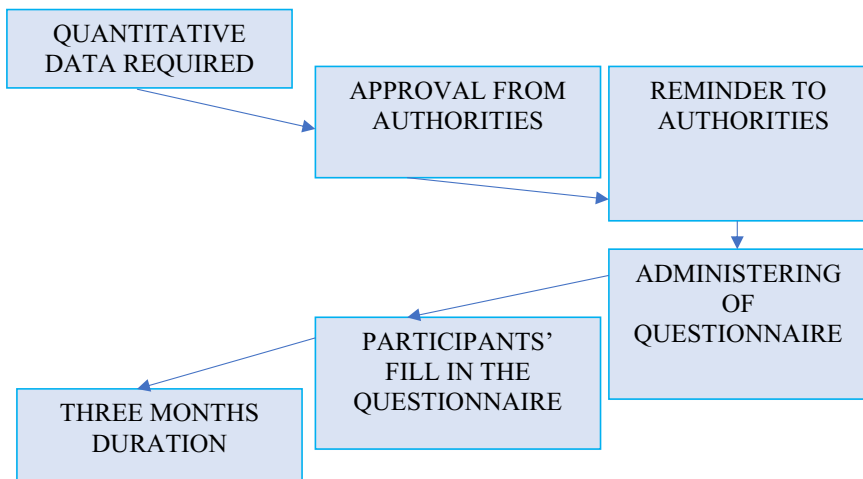 QUANTITATIVE
DATA REQUIRED
APPROVAL FROM
AUTHORITIES
REMINDER TO
AUTHORITIES
ADMINISTERING
OF
QUESTIONNAIRE
PARTICIPANTS’
FILL IN THE
QUESTIONNAIRE
THREE MONTHS
DURATION